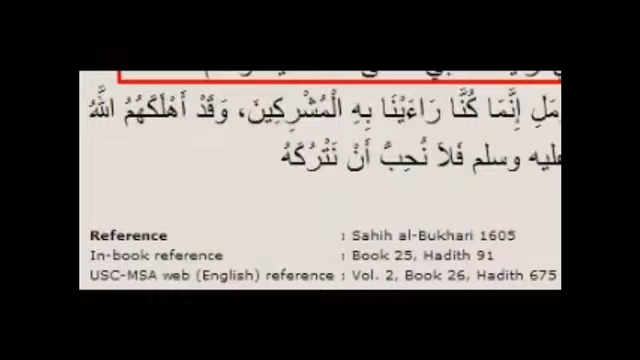 إِنَّمَا كُنَّا رَاءَيْنَا بِهِ الْمُشْرِكِينَ، وَقَدْ أَهْلَكَهُمُ اللَّهُ
وسلم فَلاَ نُحِبُّ أَنْ نَتْرُكَهُ
Reference : Sahih al-Bukhari 1605
In-book reference : Book 25, Hadith 91
USC-MSA web (English) reference : Vol. 2, Book 26, Hadith 675